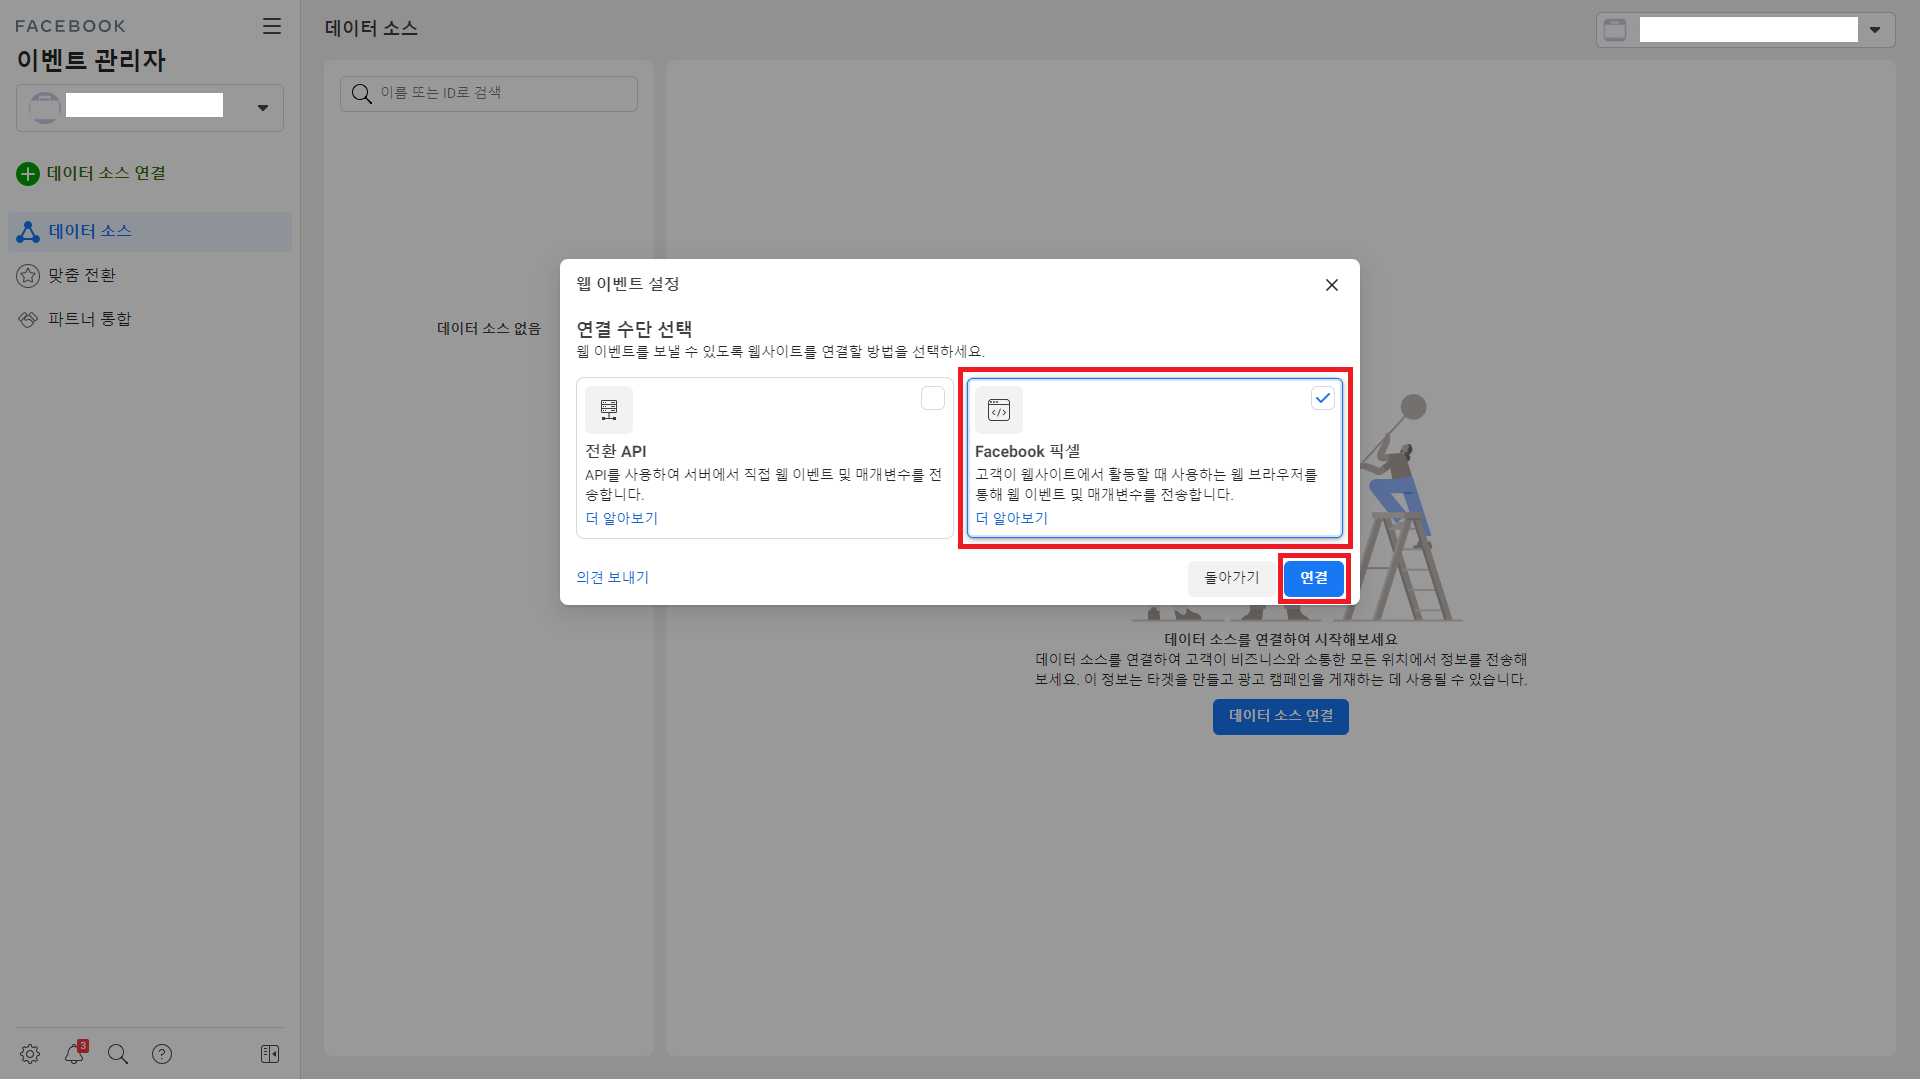 FACEBOOK
이벤트 관리자
데이터 소스 연결
데이터 소스
맞춤 전환
파트너 통합
3
데이터 소스
이름 또는 ID로 검색
데이터 소스 없음
웹 이벤트 설정
연결 수단 선택
웹 이벤트를 보낼 수 있도록 웹사이트를 연결할 방법을 선택하세요.
전환 API
API를 사용하여 서버에서 직접 웹 이벤트 및 매개변수를 전
송합니다.
더 알아보기
Facebook 픽셀
고객이 웹사이트에서 활동할 때 사용하는 웹 브라우저를
통해 웹 이벤트 및 매개변수를 전송합니다.
더 알아보기
의견 보내기
돌아가기
연결
데이터 소스를 연결하여 시작해보세요
데이터 소스를 연결하여 고객이 비즈니스와 소통한 모든 위치에서 정보를 전송해
보세요. 이 정보는 타겟을 만들고 광고 캠페인을 게재하는 데 사용될 수 있습니다.
데이터 소스 연결